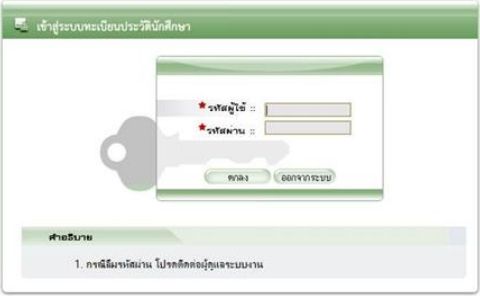 เข้าสู่ระบบทะเบียนประวัตินักศึกษา
*รหัสผู้ใช้ ::
*รหัสผ่าน ::
ตกลง ออกจากระบบ
คำอธิบาย
1. กรณีลืมรหัสผ่าน โปรดติดต่อผู้ดูแลระบบงาน